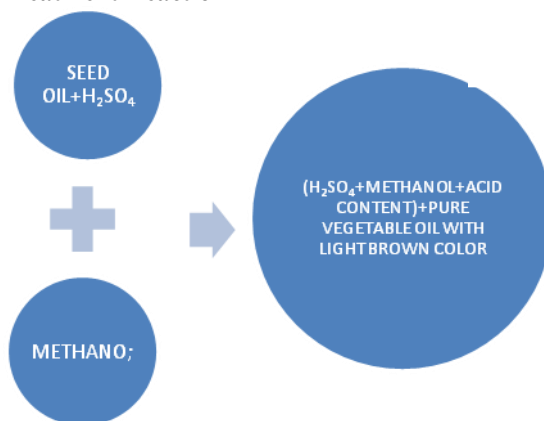 SEED
OIL+H₂SO₄
METHANO;
(H₂SO₄+METHANOL+ACID
CONTENT)+PURE
VEGETABLE OIL WITH
LIGHT BROWN COLOR